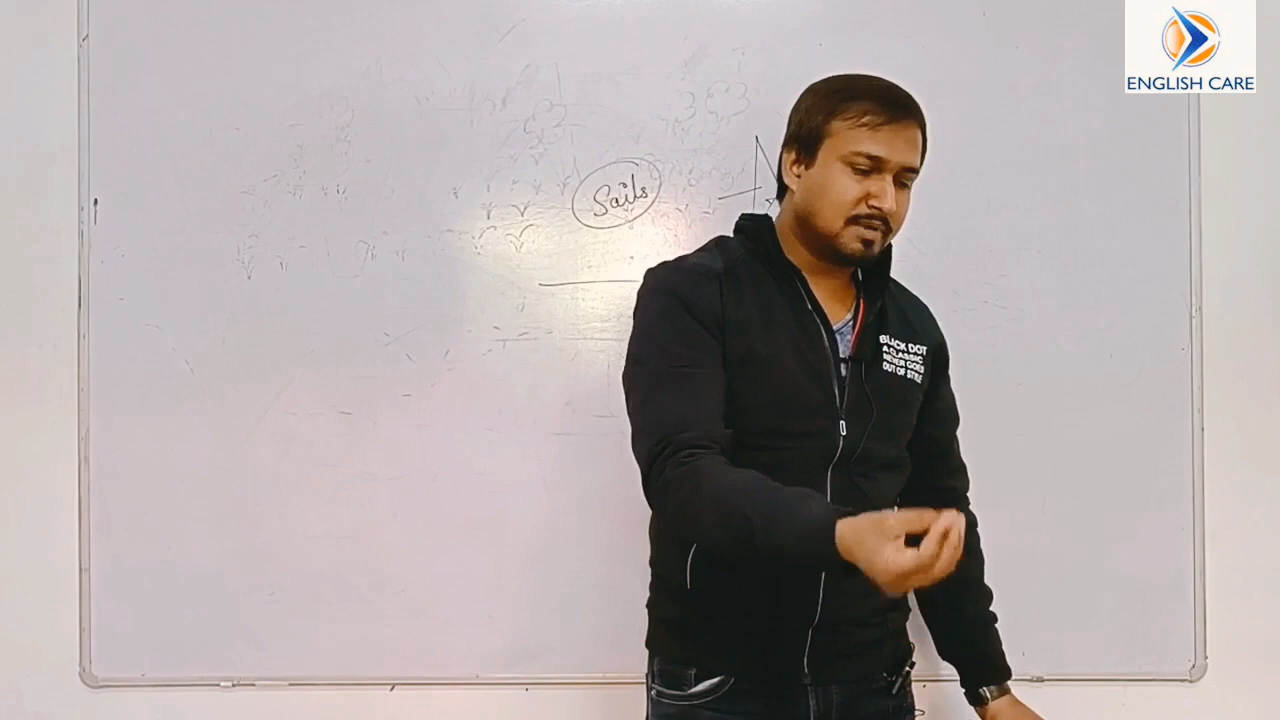 ENGLISH CARE
Sails
BLACK DOT
A CLASSIC
NEVER GOES
OUT OF STYLE